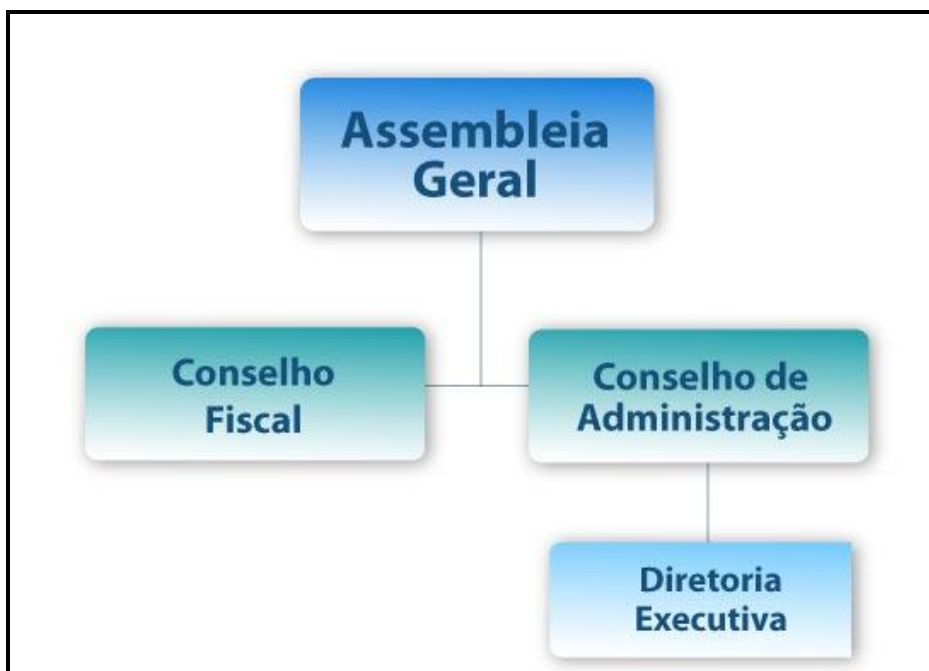 Assembleia
Geral
Conselho
Fiscal
Conselho de
Administração
Diretoria
Executiva